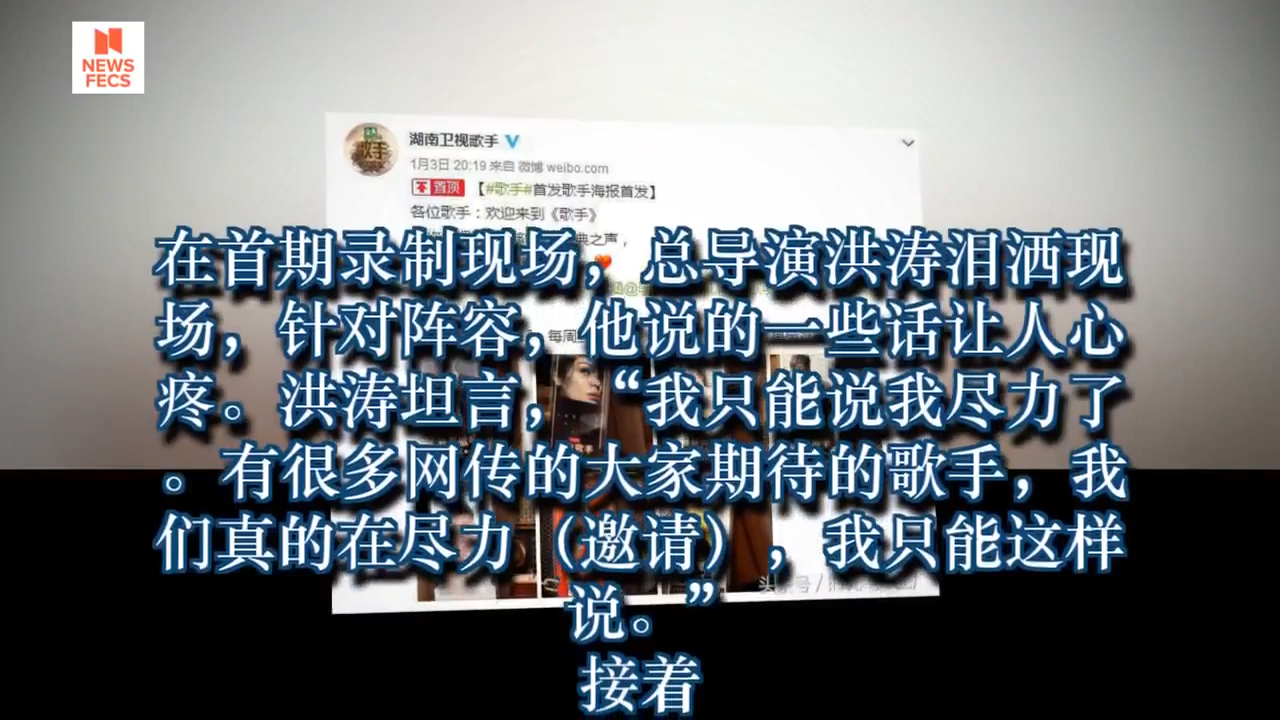 NEWS
FECS
湖南卫视歌手
1月3日 20:19 来自 微博 weibo.com
置顶 【#歌手#首发歌手海报首发】
各位歌手：欢迎来到《歌手》
典之声，
每周
在首期录制现场，总导演洪涛泪洒现
场，针对阵容，他说的一些话让人心
疼。洪涛坦言，“我只能说我尽力了
。有很多网传的大家期待的歌手，我
们真的在尽力（邀请），我只能这样
说。”
接着